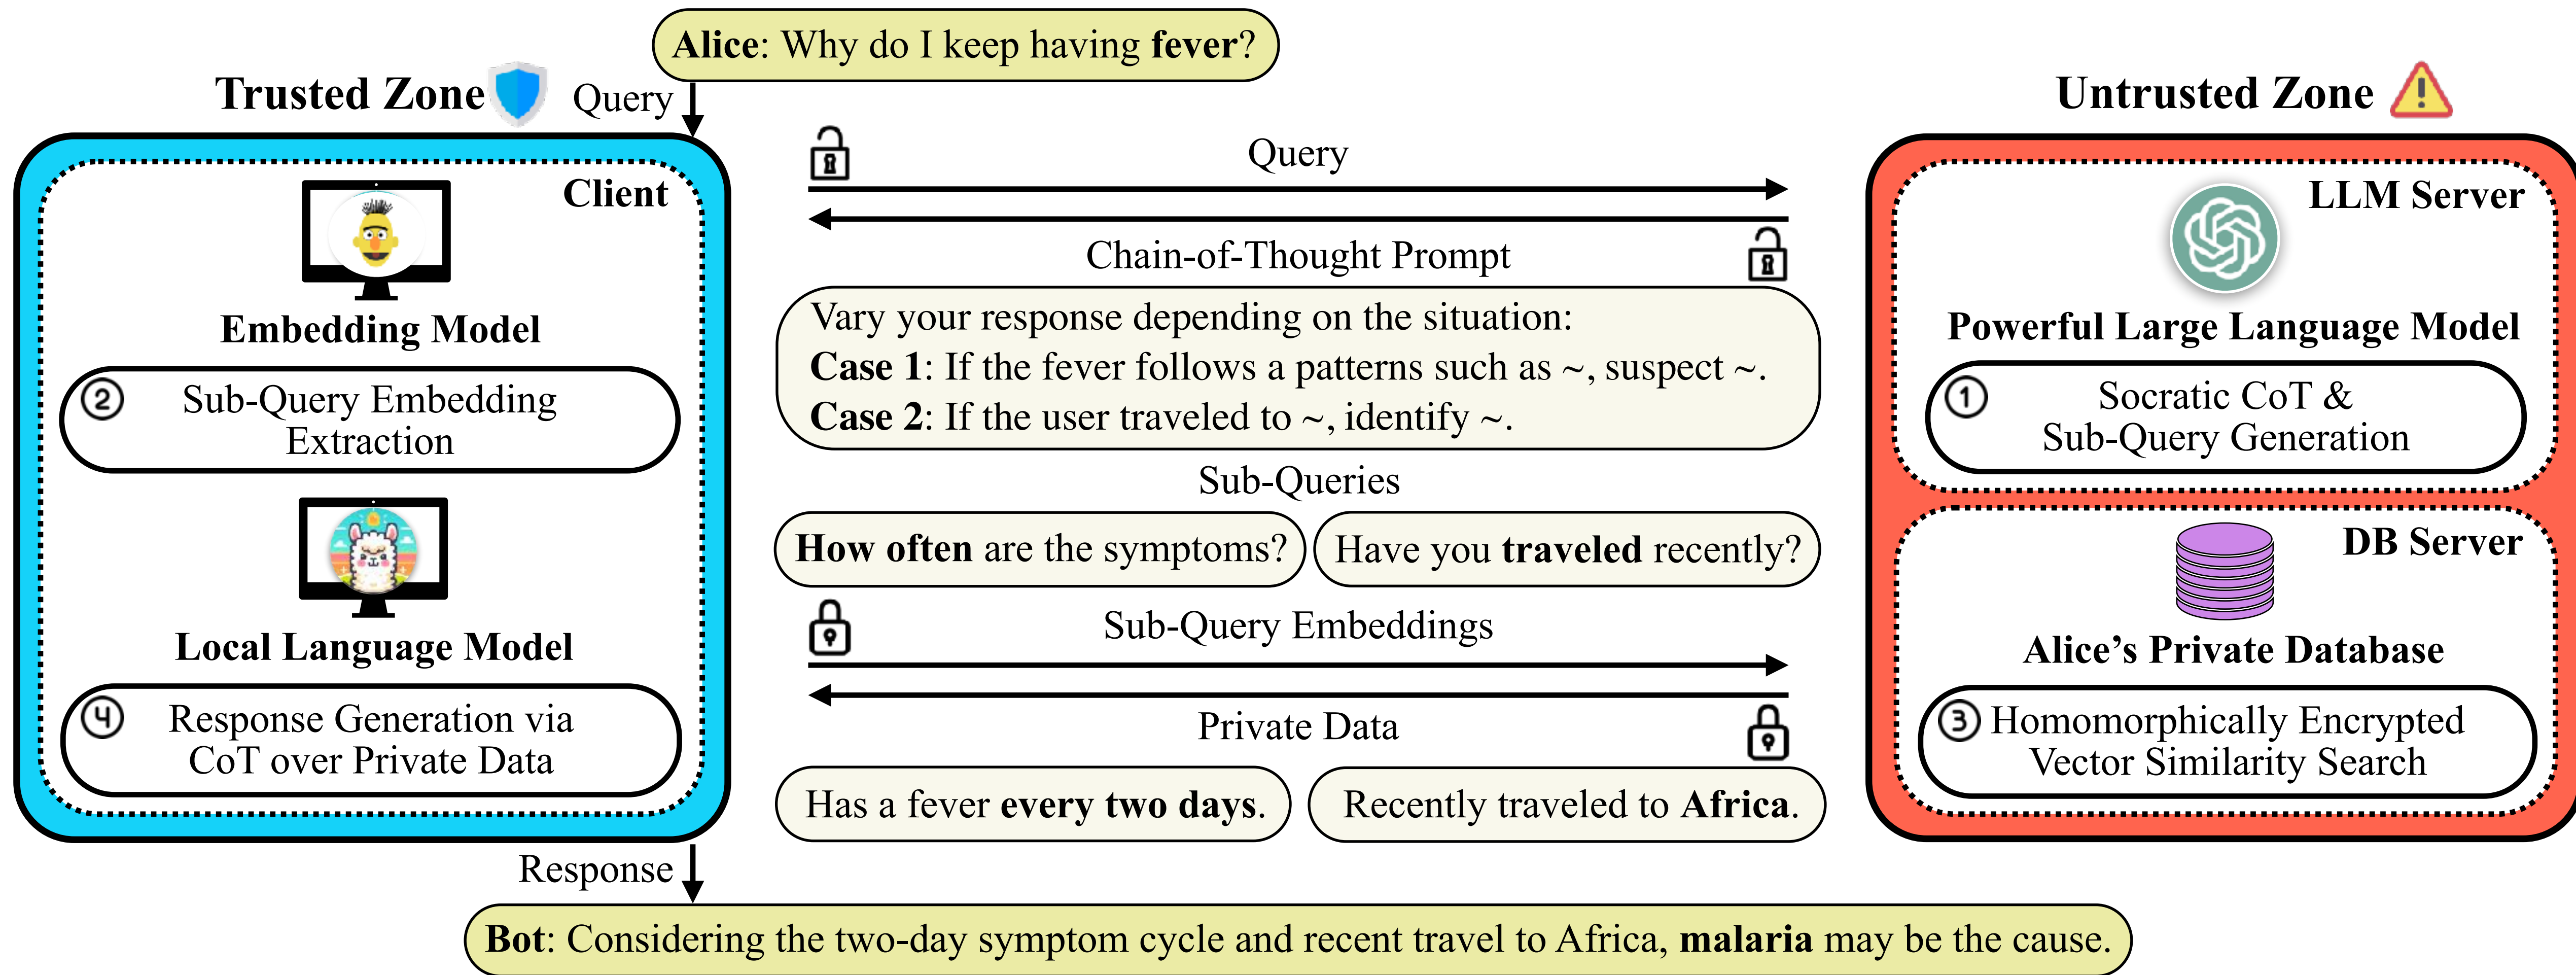 Alice: Why do I keep having fever?
Trusted Zone
Query
Untrusted Zone
Client
Embedding Model
2
Sub-Query Embedding
Extraction
Local Language Model
4
Response Generation via
CoT over Private Data
Query
Chain-of-Thought Prompt
Vary your response depending on the situation:
Case 1: If the fever follows a patterns such as ~, suspect ~.
Case 2: If the user traveled to ~, identify ~.
Sub-Queries
How often are the symptoms?
Have you traveled recently?
Sub-Query Embeddings
Private Data
Has a fever every two days.
Recently traveled to Africa.
LLM Server
Powerful Large Language Model
1
Socratic CoT &
Sub-Query Generation
DB Server
Alice’s Private Database
3
Homomorphically Encrypted
Vector Similarity Search
Response
Bot: Considering the two-day symptom cycle and recent travel to Africa, malaria may be the cause.